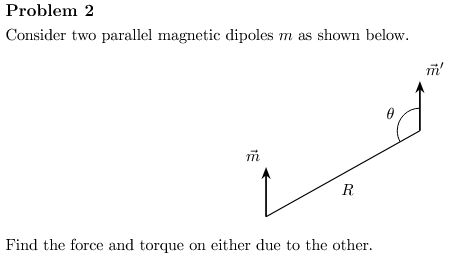 Problem 2
Consider two parallel magnetic dipoles m as shown below.
m⃗′
θ
m⃗
R
Find the force and torque on either due to the other.